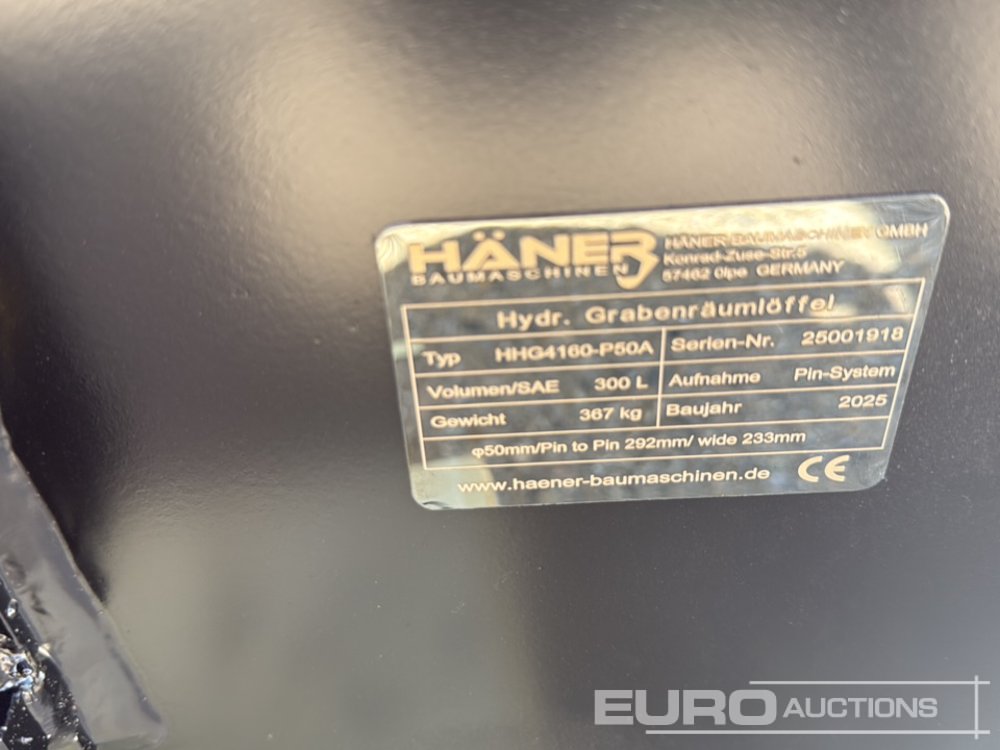 HÄNER
BAUMASCHINEN
HÄNER BAUMASCHINEN GMBH
Konrad-Zuse-Str.5
57462 Olpe GERMANY
Hydr. Grabenräumlöffel
Typ HHG4160-P50A Serien-Nr. 25001918
Volumen/SAE 300 L Aufnahme Pin-System
Gewicht 367 kg Baujahr 2025
φ50mm/Pin to Pin 292mm/ wide 233mm
www.haener-baumaschinen.de CE
EURO AUCTIONS